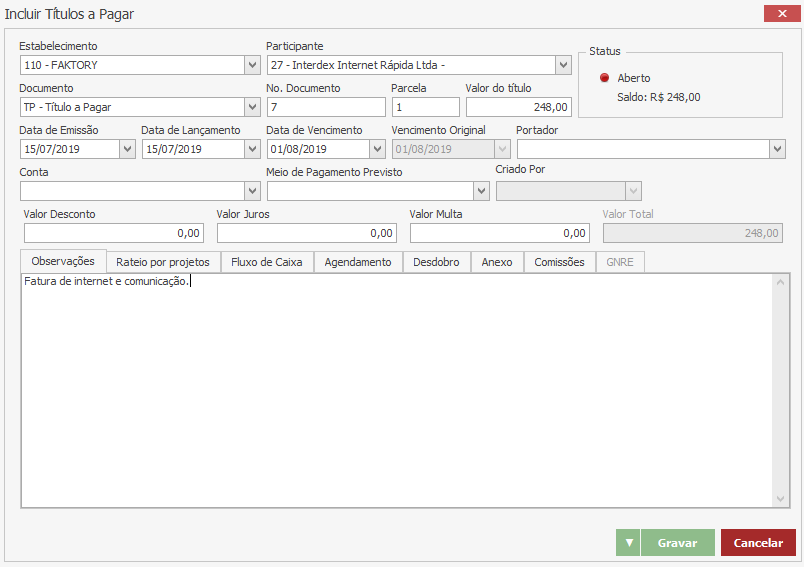 Incluir Títulos a Pagar
Estabelecimento
Participante
Status
110 - FAKTORY
27 - Interdex Internet Rápida Ltda -
Aberto
Saldo: R$ 248,00
Documento
No. Documento
Parcela
Valor do título
TP - Título a Pagar
7
1
248,00
Data de Emissão
Data de Lançamento
Data de Vencimento
Vencimento Original
Portador
15/07/2019
15/07/2019
01/08/2019
01/08/2019
Conta
Meio de Pagamento Previsto
Criado Por
Valor Desconto
Valor Juros
Valor Multa
Valor Total
0,00
0,00
0,00
248,00
Observações
Rateio por projetos
Fluxo de Caixa
Agendamento
Desdobro
Anexo
Comissões
GNRE
Fatura de internet e comunicação.
Gravar
Cancelar